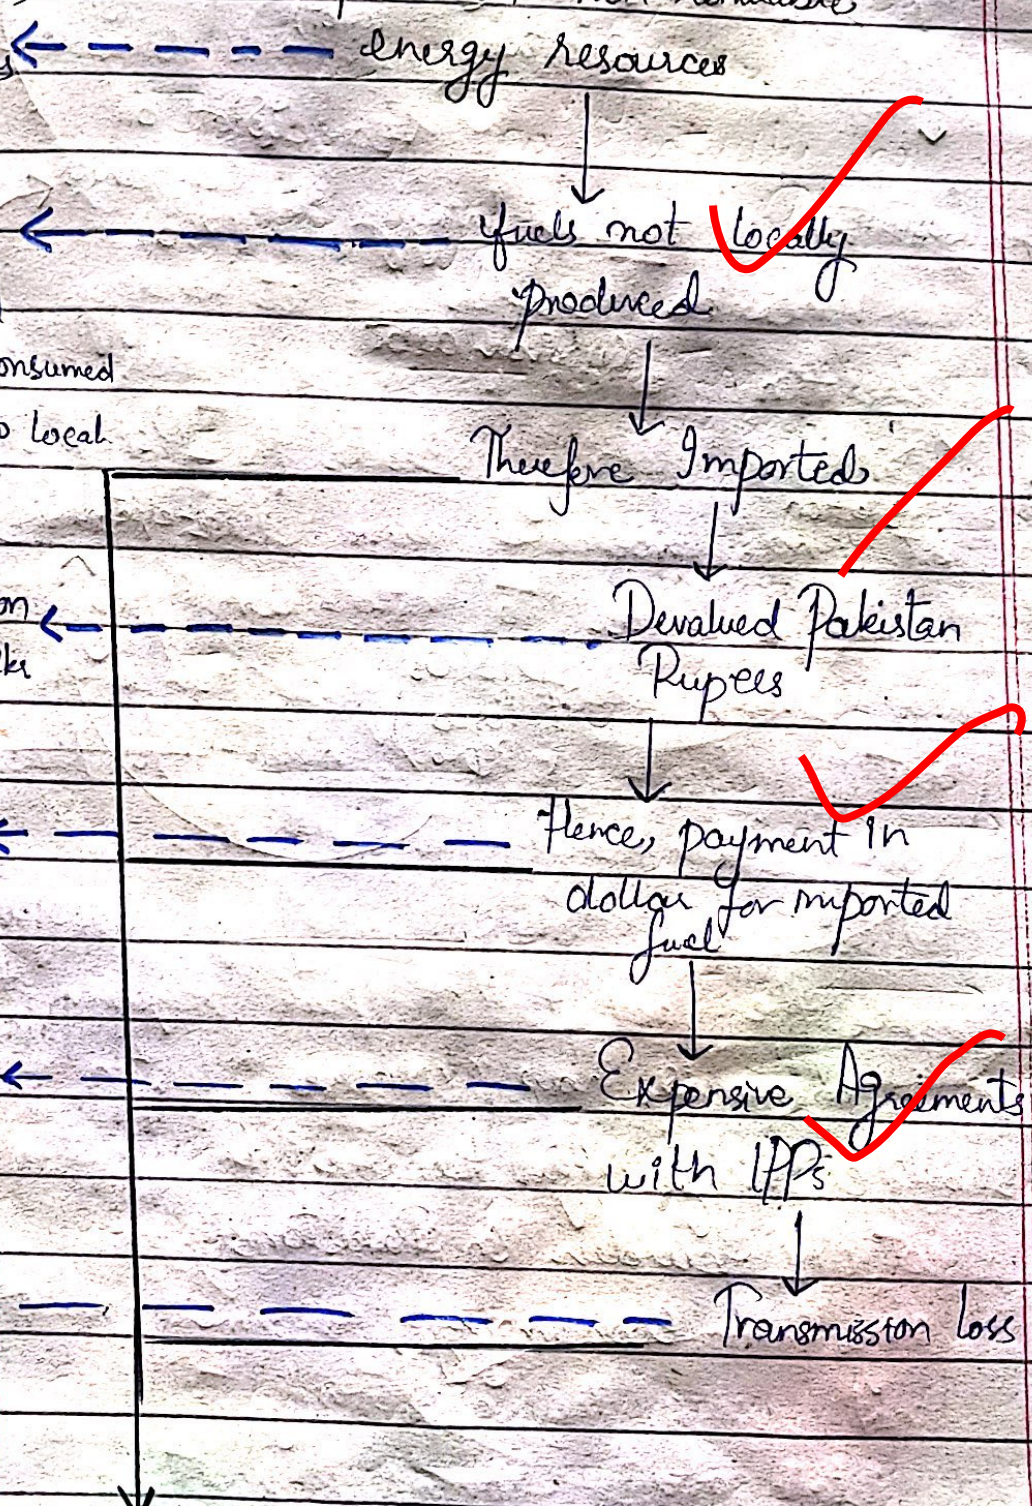 energy resources
fuels not locally
produced
onsumed
o local
Therefore Imported
on
Devalued Pakistan
Rupees
Hence, payment in
dollar for imported
fuel
Expensive Agreements
with IPPs
Transmission loss